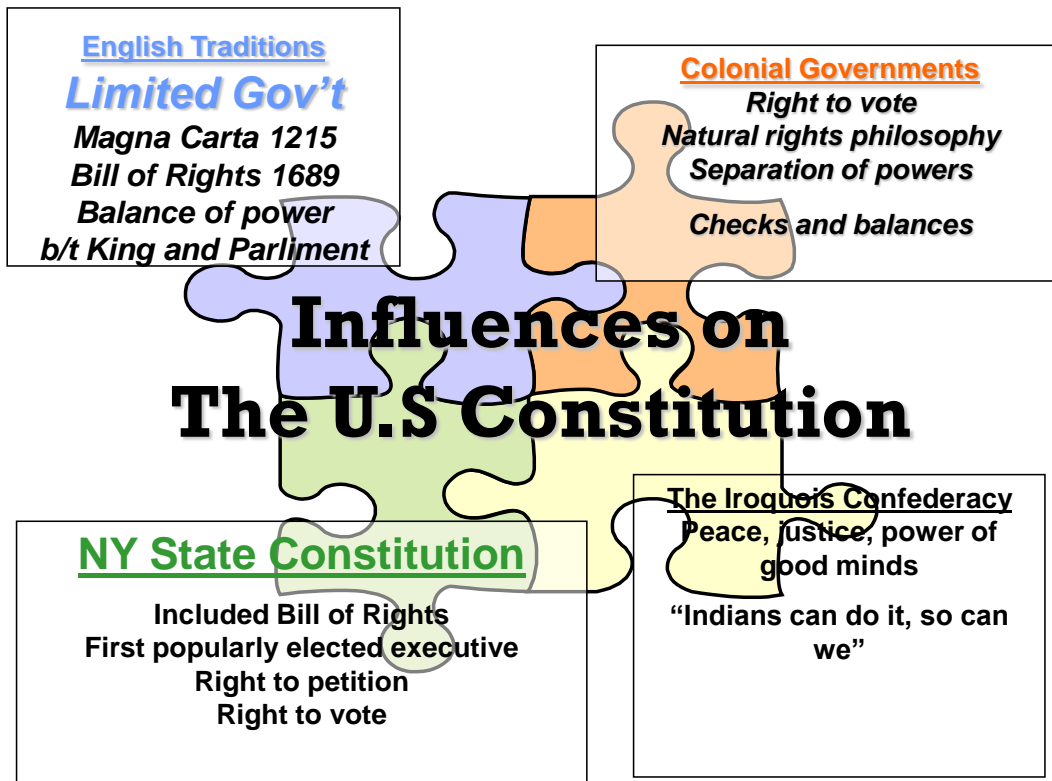 English Traditions
Limited Gov’t
Magna Carta 1215
Bill of Rights 1689
Balance of power
b/t King and Parliment
Colonial Governments
Right to vote
Natural rights philosophy
Separation of powers
Checks and balances
Influences on
The U.S Constitution
NY State Constitution
Included Bill of Rights
First popularly elected executive
Right to petition
Right to vote
The Iroquois Confederacy
Peace, justice, power of
good minds
“Indians can do it, so can
we”